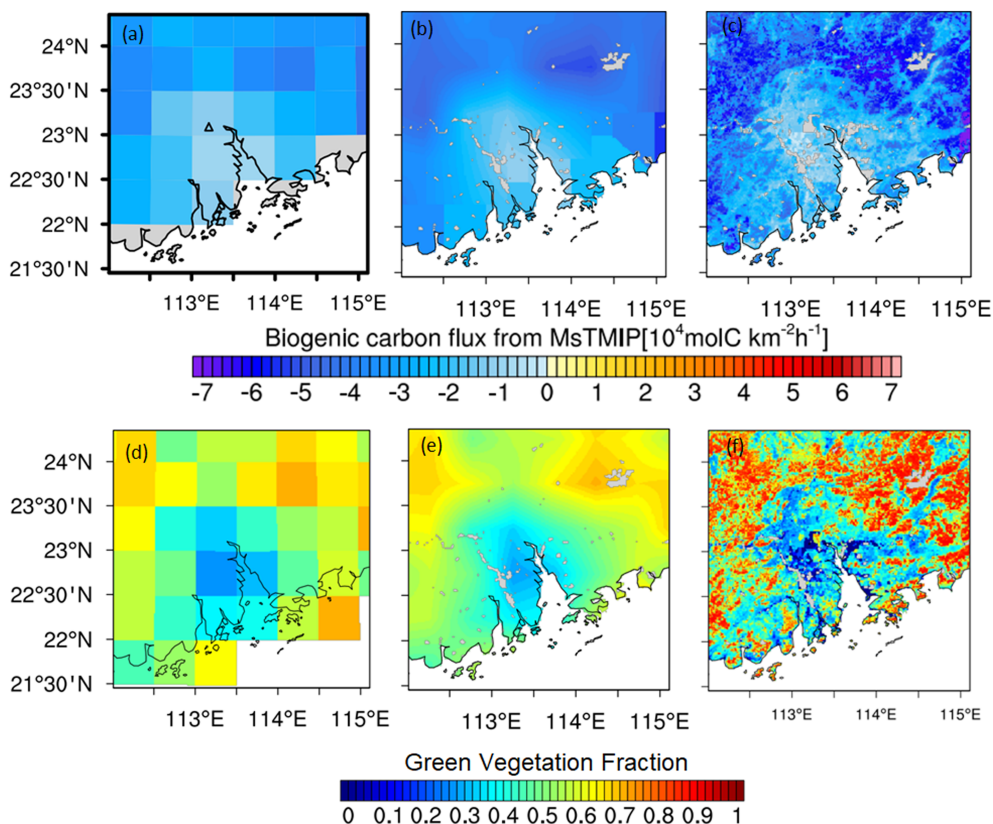 (a) (b) (c)
24°N
23°30'N
23°N
22°30'N
22°N
21°30'N
113°E 114°E 115°E 113°E 114°E 115°E 113°E 114°E 115°E
Biogenic carbon flux from MsTMIP[10⁴molC km⁻²h⁻¹]
-7 -6 -5 -4 -3 -2 -1 0 1 2 3 4 5 6 7
(d) (e) (f)
24°N
23°30'N
23°N
22°30'N
22°N
21°30'N
113°E 114°E 115°E 113°E 114°E 115°E 113°E 114°E 115°E
Green Vegetation Fraction
0 0.1 0.2 0.3 0.4 0.5 0.6 0.7 0.8 0.9 1